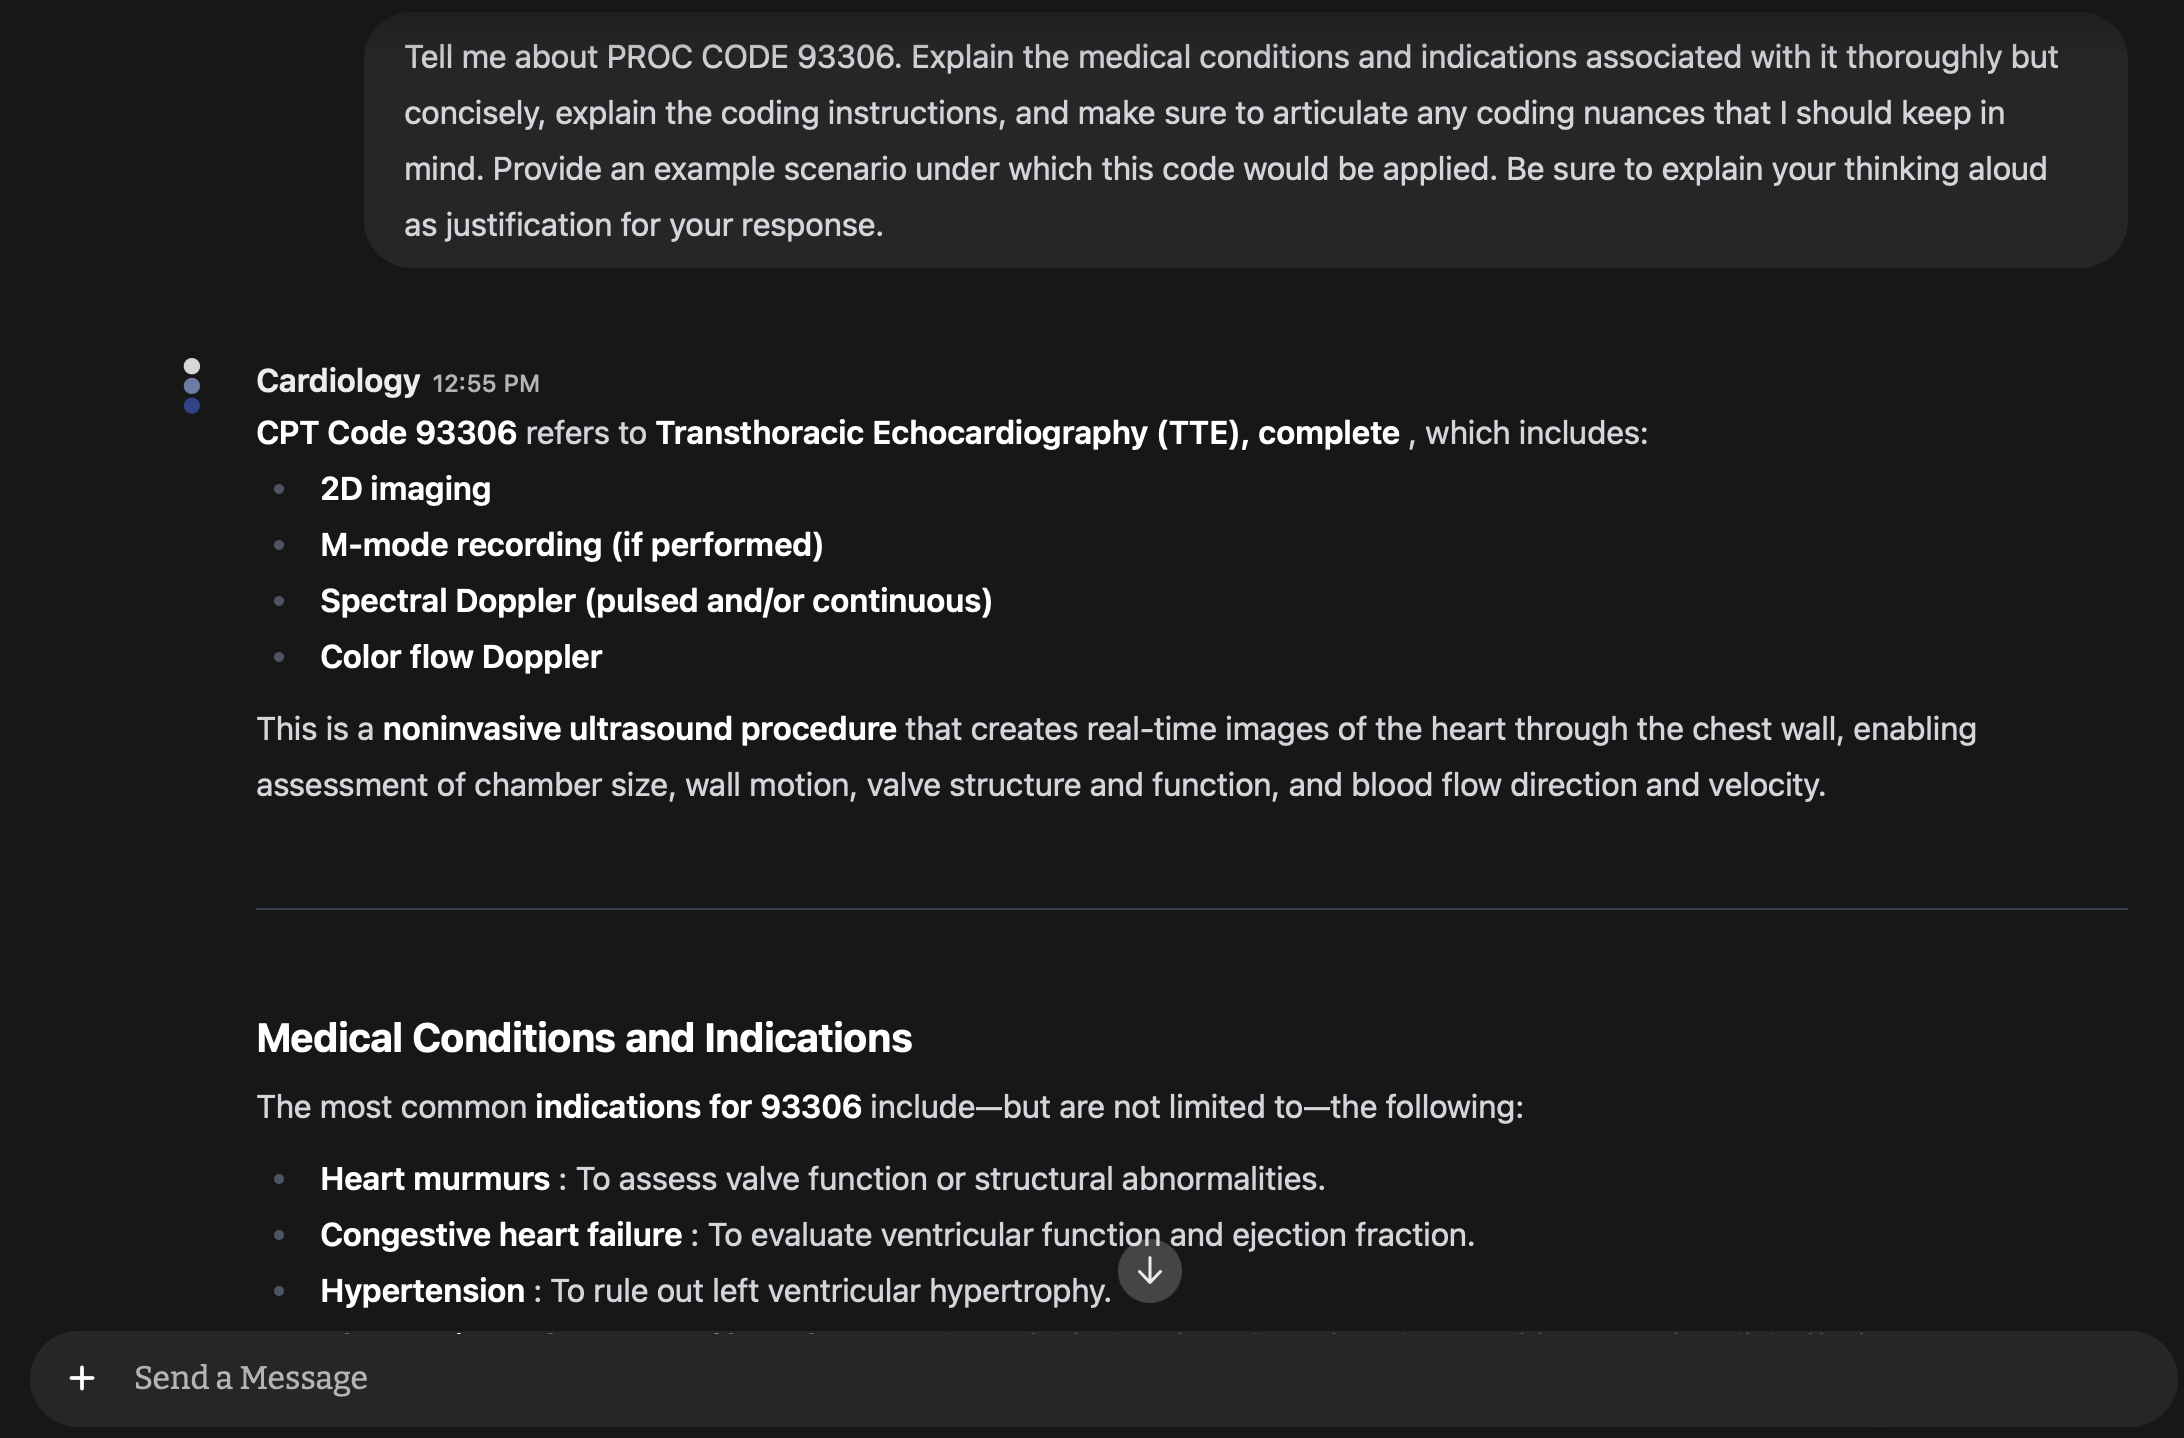 Tell me about PROC CODE 93306. Explain the medical conditions and indications associated with it thoroughly but
concisely, explain the coding instructions, and make sure to articulate any coding nuances that I should keep in
mind. Provide an example scenario under which this code would be applied. Be sure to explain your thinking aloud
as justification for your response.
Cardiology 12:55 PM
CPT Code 93306 refers to Transthoracic Echocardiography (TTE), complete , which includes:
• 2D imaging
• M-mode recording (if performed)
• Spectral Doppler (pulsed and/or continuous)
• Color flow Doppler
This is a noninvasive ultrasound procedure that creates real-time images of the heart through the chest wall, enabling
assessment of chamber size, wall motion, valve structure and function, and blood flow direction and velocity.
Medical Conditions and Indications
The most common indications for 93306 include—but are not limited to—the following:
• Heart murmurs : To assess valve function or structural abnormalities.
• Congestive heart failure : To evaluate ventricular function and ejection fraction.
• Hypertension : To rule out left ventricular hypertrophy.
Send a Message